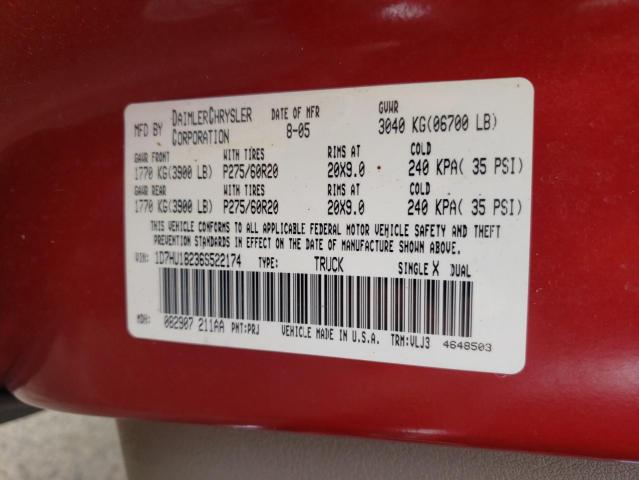 MFD BY DAIMLERCHRYSLER CORPORATION DATE OF MFR 8-05 GVWR 3040 KG(06700 LB)
GAWR FRONT WITH TIRES RIMS AT COLD
1770 KG(3900 LB) P275/60R20 20X9.0 240 KPA( 35 PSI)
GAWR REAR WITH TIRES RIMS AT COLD
1770 KG(3900 LB) P275/60R20 20X9.0 240 KPA( 35 PSI)
THIS VEHICLE CONFORMS TO ALL APPLICABLE FEDERAL MOTOR VEHICLE SAFETY AND THEFT
PREVENTION STANDARDS IN EFFECT ON THE DATE OF MANUFACTURE SHOWN ABOVE.
1D7HU18236S522174 TYPE: TRUCK SINGLE X DUAL
MDH: 082907 211AA PNT:PRJ VEHICLE MADE IN U.S.A. TRM:VLJ3 4648503